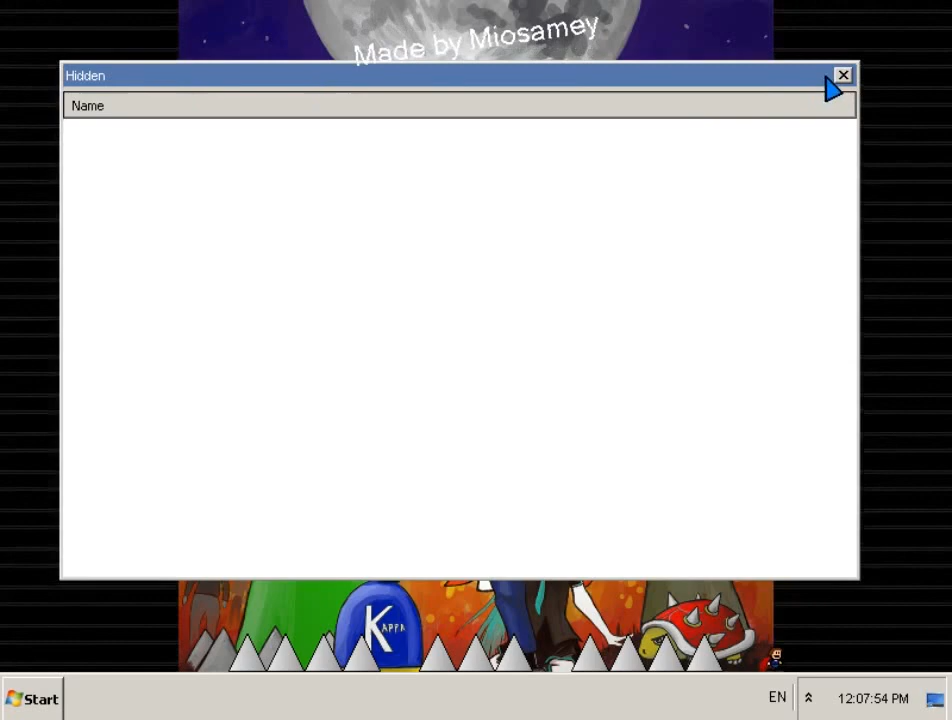 Made by Miosamey
Hidden
Name
KAPPA
Start
EN
12:07:54 PM